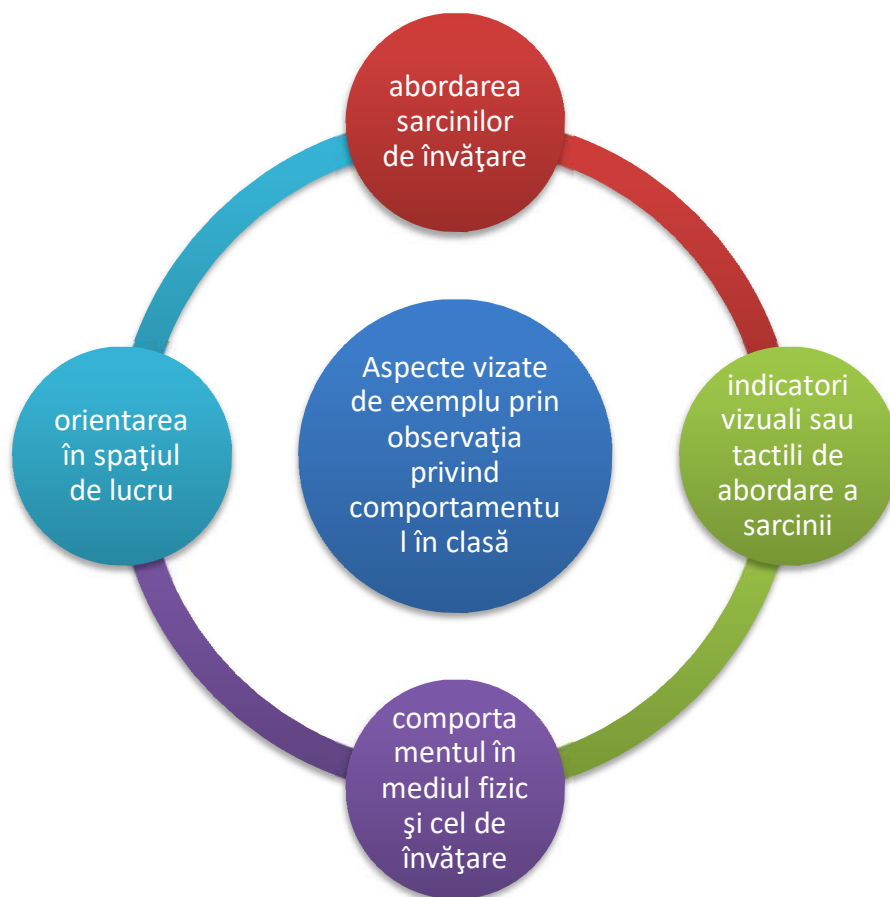 abordarea
sarcinilor
de învăţare
Aspecte vizate
de exemplu prin
observaţia
privind
comportamentu
l în clasă
orientarea
în spaţiul
de lucru
indicatori
vizuali sau
tactili de
abordare a
sarcinii
comporta
mentul în
mediul fizic
şi cel de
învăţare